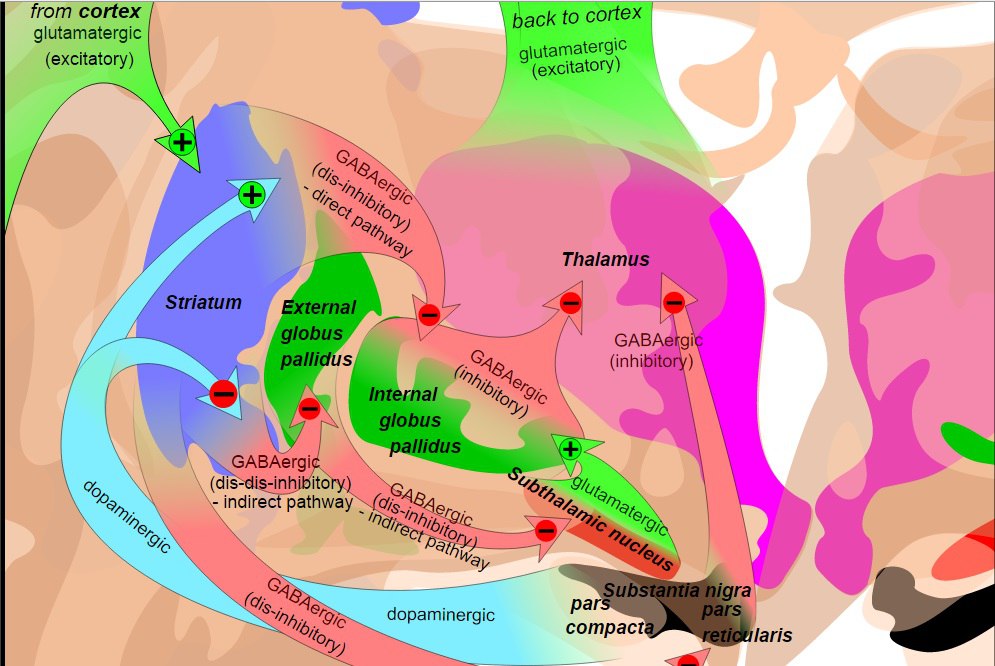 from cortex
glutamatergic
(excitatory)
back to cortex
glutamatergic
(excitatory)
+
+
GABAergic
(dis-inhibitory)
- direct pathway
Striatum
External
globus
pallidus
Thalamus
−
−
−
GABAergic
(inhibitory)
GABAergic
(inhibitory)
Internal
globus
pallidus
−
−
+
GABAergic
(dis-dis-inhibitory)
- indirect pathway
GABAergic
(dis-inhibitory)
- indirect pathway
−
glutamatergic
Subthalamic nucleus
dopaminergic
GABAergic
(dis-inhibitory)
dopaminergic
Substantia nigra
pars
compacta
pars
reticularis
−